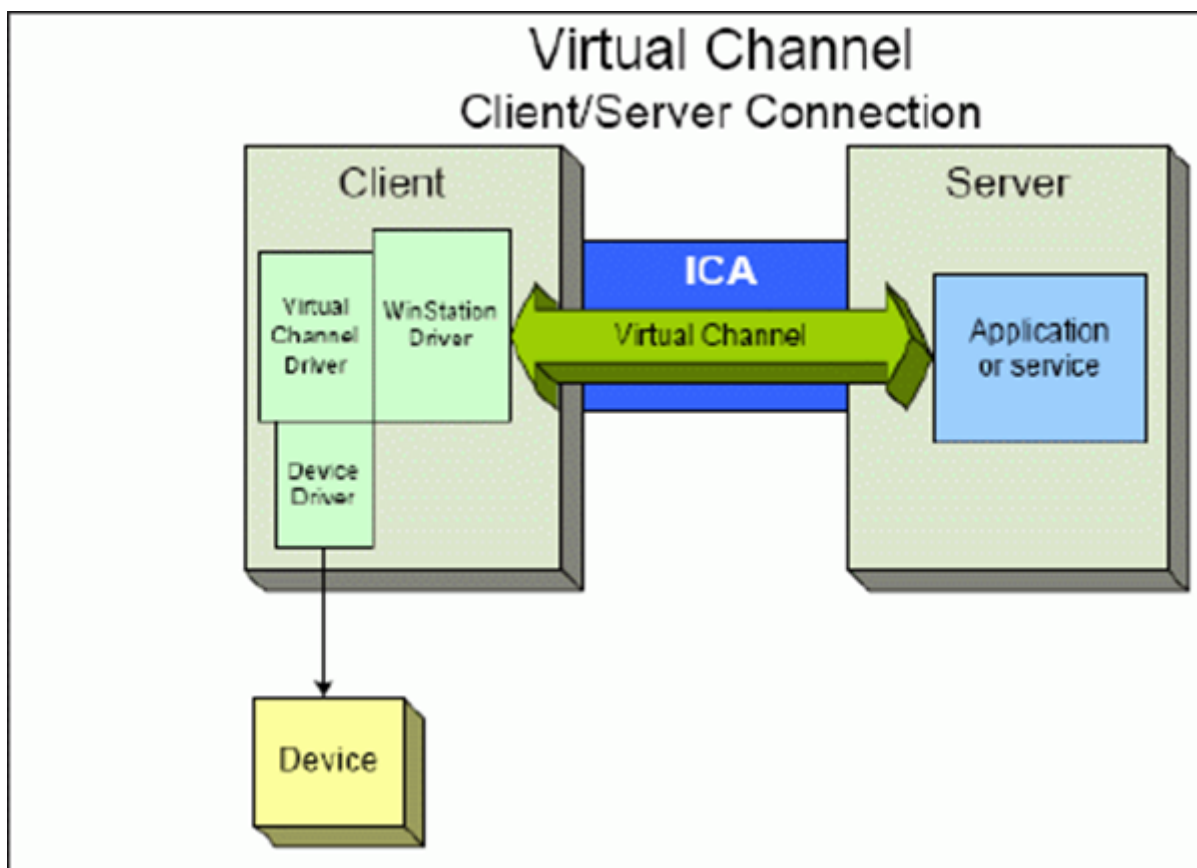 Virtual Channel
Client/Server Connection
Client
Server
Virtual
Channel
Driver
WinStation
Driver
Device
Driver
ICA
Virtual Channel
Application
or service
Device